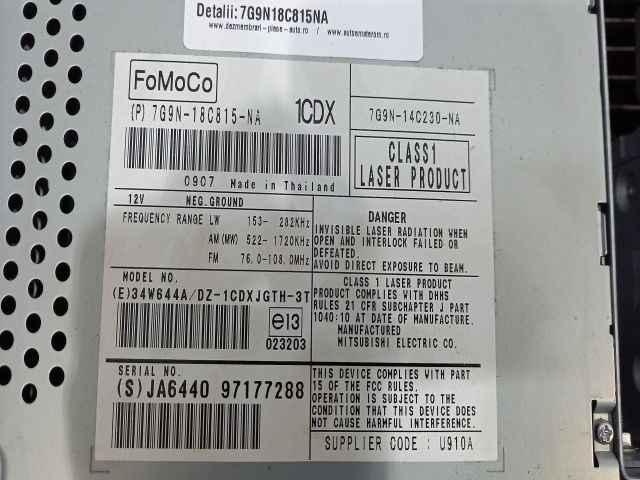 Detalii: 7G9N18C815NA
www.dezmembrari-piese-auto.ro / www.autosematerom.ro
FoMoCo
(P) 7G9N-18C815-NA 1CDX
7G9N-14C230-NA
CLASS1
LASER PRODUCT
0907 Made in Thailand
12V NEG.GROUND
FREQUENCY RANGE LW 153- 282KHz
AM(MW) 522-1720KHz
FM 76.0-108.0MHz
DANGER
INVISIBLE LASER RADIATION WHEN
OPEN AND INTERLOCK FAILED OR
DEFEATED.
AVOID DIRECT EXPOSURE TO BEAM.
MODEL NO.
(E)34W644A/DZ-1CDXJGTH-3T
e13
023203
CLASS 1 LASER PRODUCT
PRODUCT COMPLIES WITH DHHS
RULES 21 CFR SUBCHAPTER J PART
1040:10 AT DATE OF MANUFACTURE.
MANUFACTURED
MITSUBISHI ELECTRIC CO.
SERIAL NO.
(S)JA6440 97177288
THIS DEVICE COMPLIES WITH PART
15 OF THE FCC RULES.
OPERATION IS SUBJECT TO THE
CONDITION THAT THIS DEVICE DOES
NOT CAUSE HARMFUL INTERFERENCE.
SUPPLIER CODE : U910A